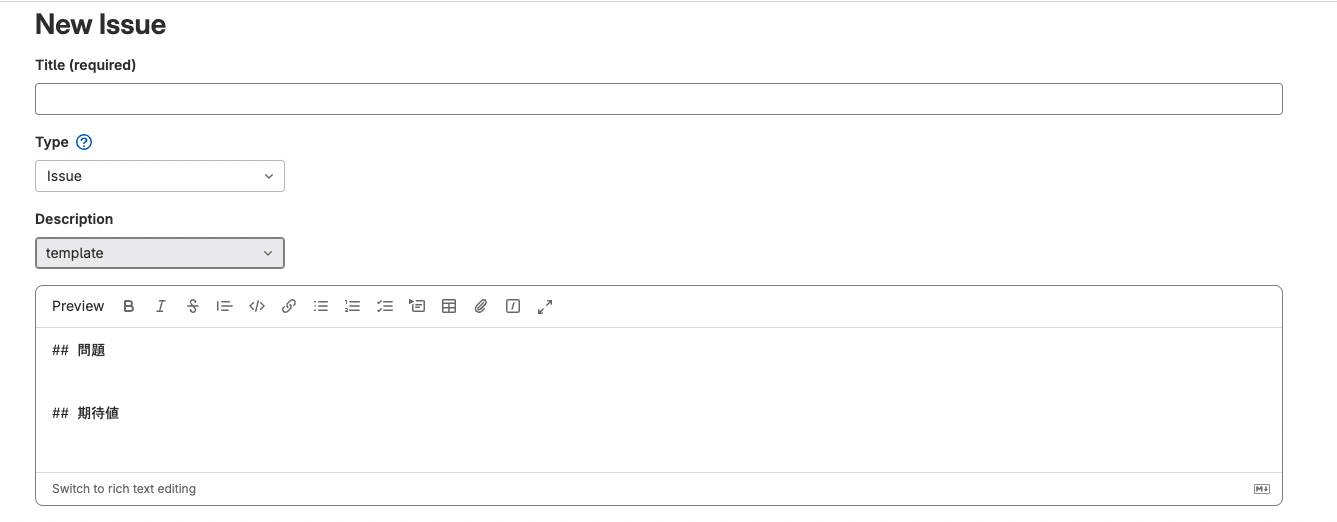 New Issue
Title (required)
Type
Issue
Description
template
Preview
## 問題
## 期待値
Switch to rich text editing